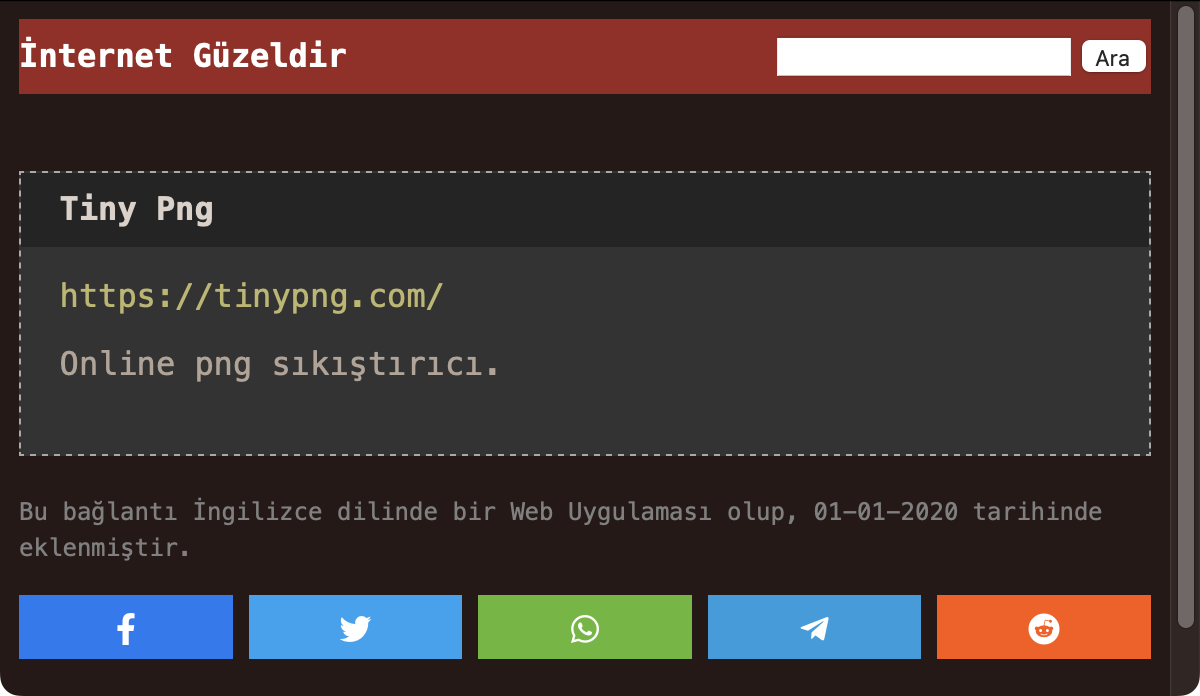 İnternet Güzeldir
Ara
Tiny Png
https://tinypng.com/
Online png sıkıştırıcı.
Bu bağlantı İngilizce dilinde bir Web Uygulaması olup, 01-01-2020 tarihinde
eklenmiştir.